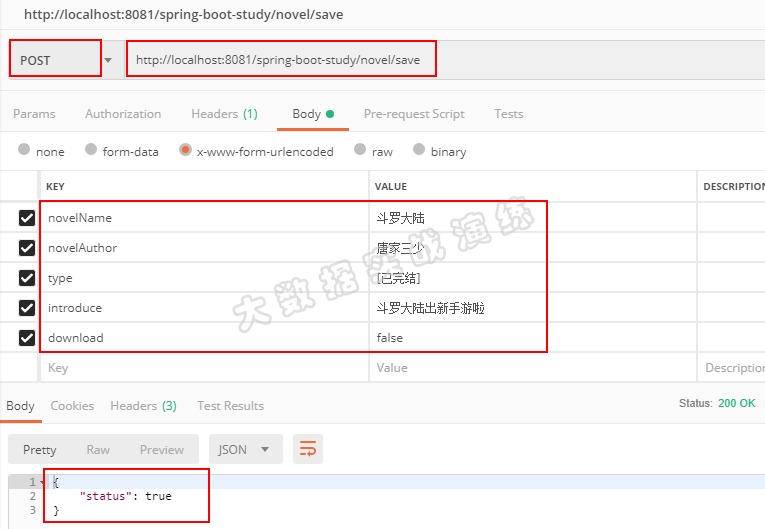 http://localhost:8081/spring-boot-study/novel/save
POST http://localhost:8081/spring-boot-study/novel/save
Params Authorization Headers (1) Body Pre-request Script Tests
none form-data x-www-form-urlencoded raw binary
KEY VALUE DESCRIPTION
novelName 斗罗大陆
novelAuthor 唐家三少
type [已完结]
introduce 斗罗大陆出新手游啦
download false
Key Value Description
大数据实战演练
Body Cookies Headers (3) Test Results Status: 200 OK
Pretty Raw Preview JSON
1 {
2 "status": true
3 }